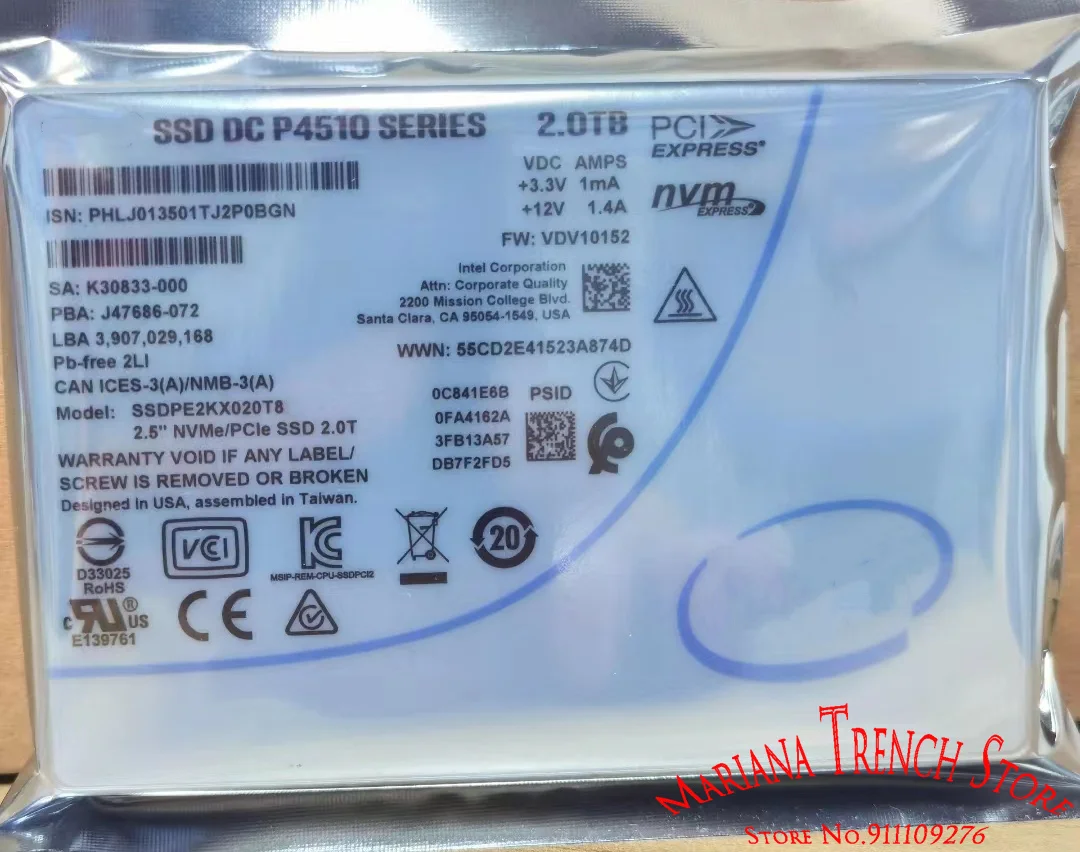 SSD DC P4510 SERIES 2.0TB
PCI
EXPRESS®
VDC AMPS
+3.3V 1mA
+12V 1.4A
nvm
EXPRESS®
ISN: PHLJ013501TJ2P0BGN
FW: VDV10152
Intel Corporation
Attn: Corporate Quality
2200 Mission College Blvd.
Santa Clara, CA 95054-1549, USA
SA: K30833-000
PBA: J47686-072
LBA 3,907,029,168
Pb-free 2LI
CAN ICES-3(A)/NMB-3(A)
Model: SSDPE2KX020T8
2.5" NVMe/PCIe SSD 2.0T
WWN: 55CD2E41523A874D
0C841E6B PSID
0FA4162A
3FB13A57
DB7F2FD5
WARRANTY VOID IF ANY LABEL/
SCREW IS REMOVED OR BROKEN
Designed in USA, assembled in Taiwan.
D33025
RoHS
VCI
MSIP-REM-CPU-SSDPCI2
20
c RU ® US
E139761
CE
MARIANA TRENCH STORE
STORE NO.911109276